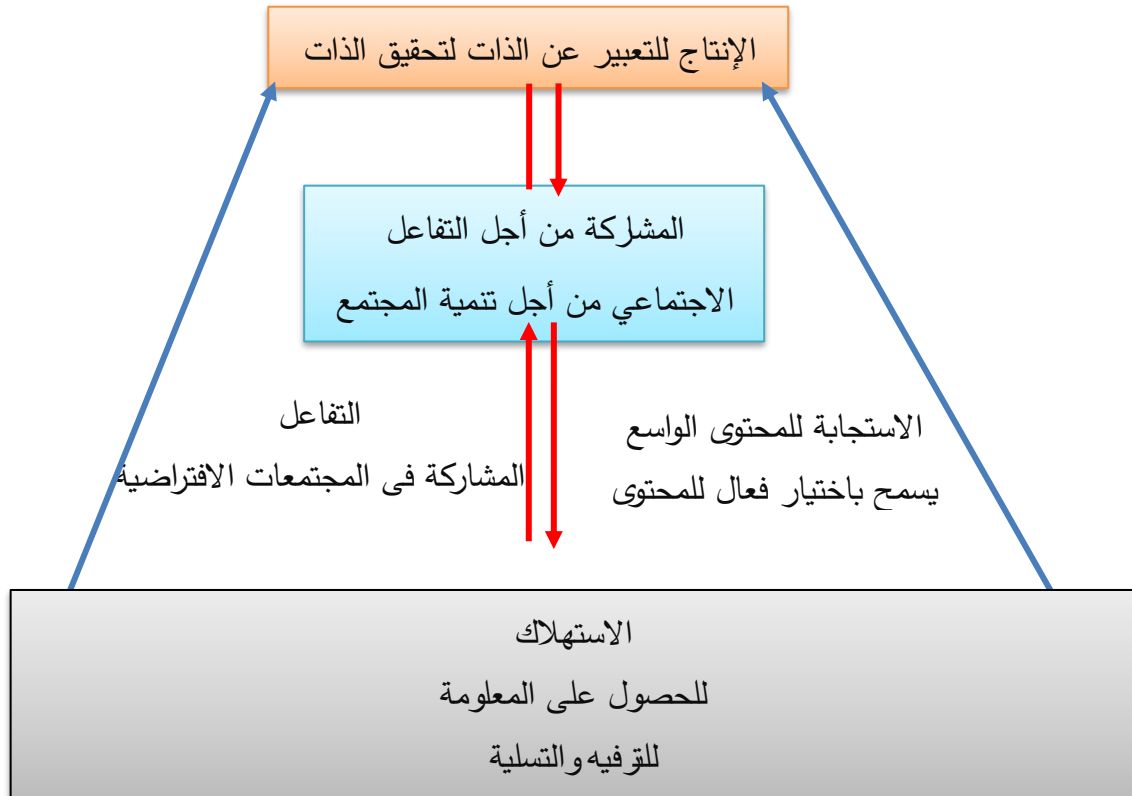 الإنتاج للتعبير عن الذات لتحقيق الذات
المشاركة من أجل التفاعل
الاجتماعي من أجل تنمية المجتمع
الاستجابة للمحتوى الواسع
يسمح باختيار فعال للمحتوى
التفاعل
المشاركة فى المجتمعات الافتراضية
الاستهلاك
للحصول على المعلومة
للترفيه والتسلية